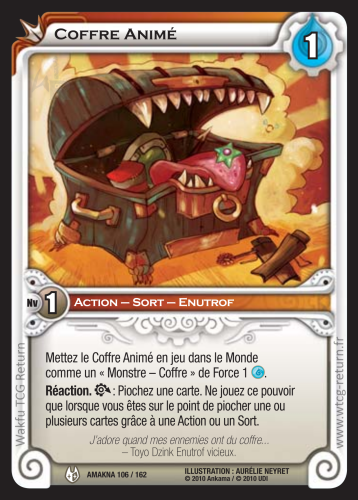 Coffre Animé
1
Nv 1
Action – Sort – Enutrof
Mettez le Coffre Animé en jeu dans le Monde
comme un « Monstre – Coffre » de Force 1 .
Réaction. : Piochez une carte. Ne jouez ce pouvoir
que lorsque vous êtes sur le point de piocher une ou
plusieurs cartes grâce à une Action ou un Sort.
J'adore quand mes ennemies ont du coffre...
– Toyo Dzink Enutrof vicieux.
Wakfu TCG Return
www.wtcg-return.fr
AMAKNA 106 / 162
ILLUSTRATION : AURÉLIE NEYRET
© 2010 Ankama / © 2010 UDI